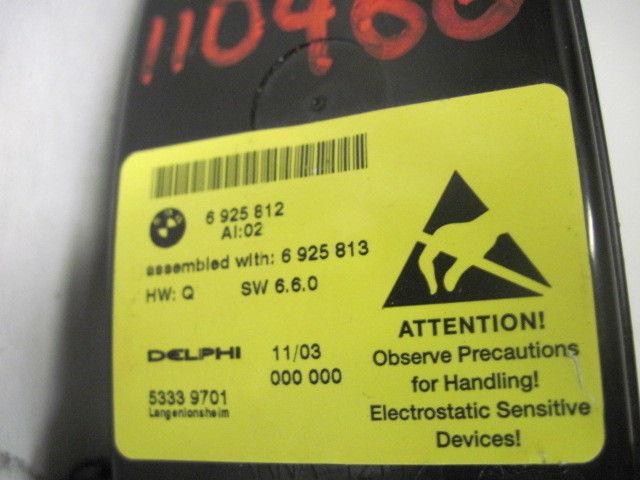 110960
6 925 812
AI:02
assembled with: 6 925 813
HW: Q SW 6.6.0
DELPHI 11/03
000 000
5333 9701
Langenlonsheim
ATTENTION!
Observe Precautions
for Handling!
Electrostatic Sensitive
Devices!